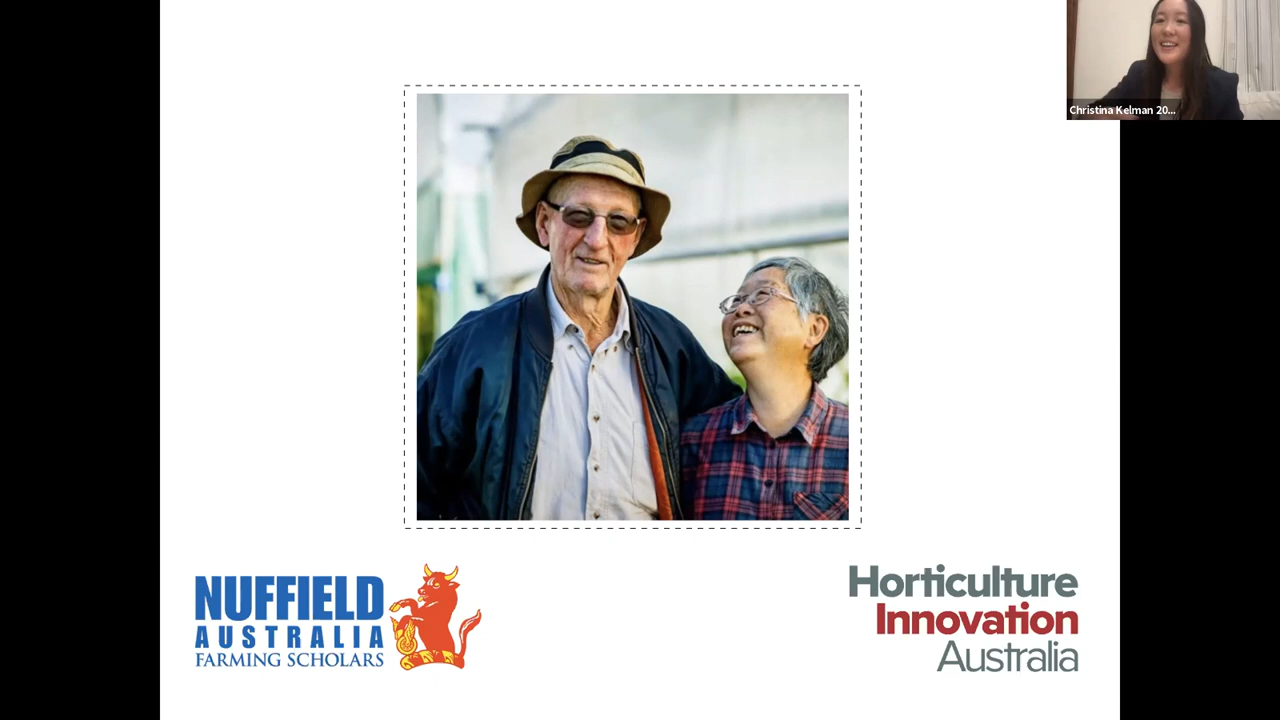 Christina Kelman 20...
NUFFIELD
AUSTRALIA
FARMING SCHOLARS
Horticulture
Innovation
Australia